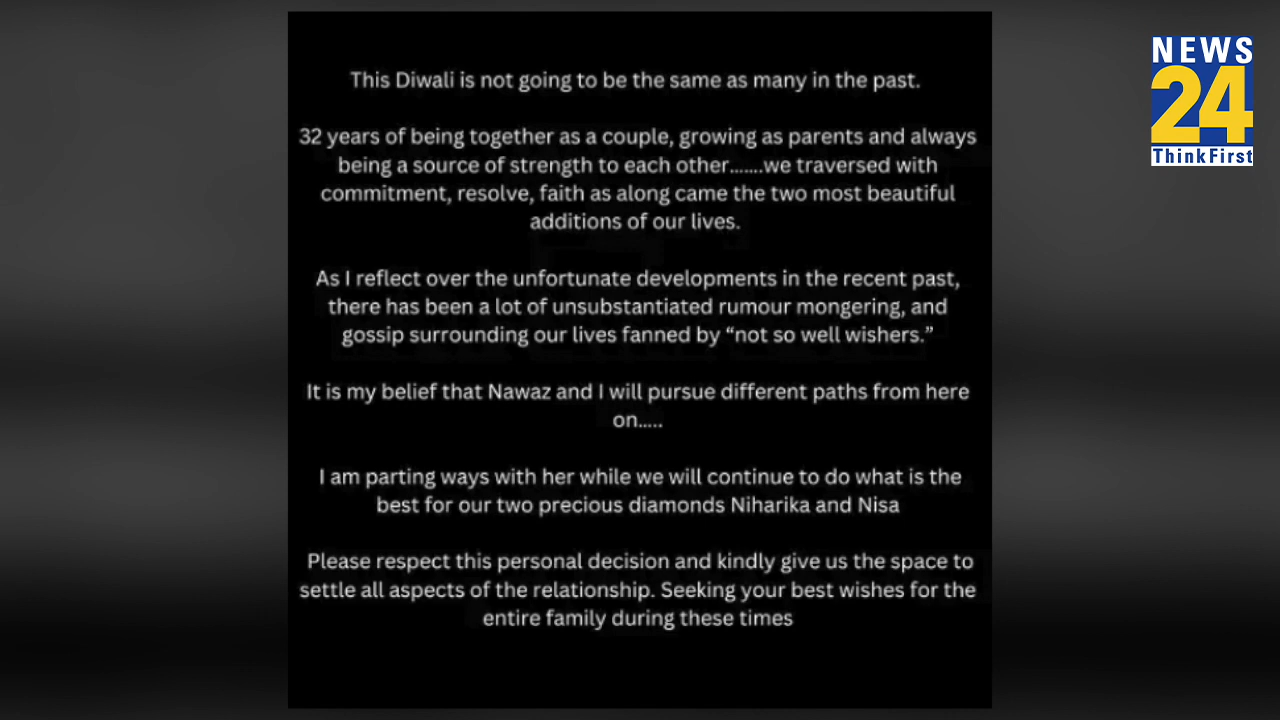 This Diwali is not going to be the same as many in the past.
32 years of being together as a couple, growing as parents and always
being a source of strength to each other.......we traversed with
commitment, resolve, faith as along came the two most beautiful
additions of our lives.
As I reflect over the unfortunate developments in the recent past,
there has been a lot of unsubstantiated rumour mongering, and
gossip surrounding our lives fanned by “not so well wishers.”
It is my belief that Nawaz and I will pursue different paths from here
on.....
I am parting ways with her while we will continue to do what is the
best for our two precious diamonds Niharika and Nisa
Please respect this personal decision and kindly give us the space to
settle all aspects of the relationship. Seeking your best wishes for the
entire family during these times
NEWS
24
ThinkFirst